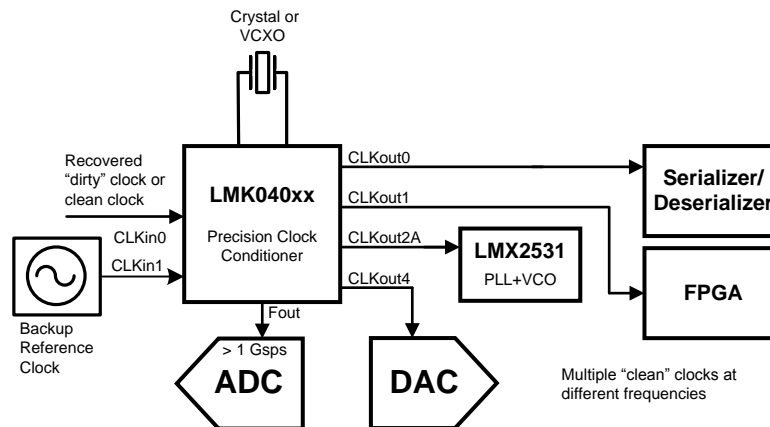 Crystal or
VCXO
Recovered
“dirty” clock or
clean clock
CLKin0
CLKin1
Backup
Reference
Clock
LMK040xx
Precision Clock
Conditioner
CLKout0
CLKout1
CLKout2A
CLKout4
Fout
Serializer/
Deserializer
LMX2531
PLL+VCO
FPGA
> 1 Gsps
ADC
DAC
Multiple “clean” clocks at
different frequencies